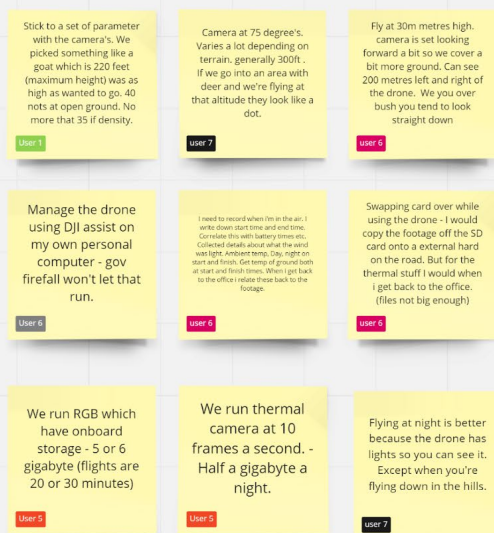 Stick to a set of parameter
with the camera's. We
picked something like a
goat which is 220 feet
(maximum height) was as
high as wanted to go. 40
nots at open ground. No
more that 35 if density.
User 1
Camera at 75 degree's.
Varies a lot depending on
terrain. generally 300ft .
If we go into an area with
deer and we're flying at
that altitude they look like a
dot.
user 7
Fly at 30m metres high.
camera is set looking
forward a bit so we cover a
bit more ground. Can see
200 metres left and right of
the drone. We you over
bush you tend to look
straight down
user 6
Manage the drone
using DJI assist on
my own personal
computer - gov
firefall won't let that
run.
User 6
I need to record when i'm in the air. I
write down start time and end time.
Correlate this with battery times etc.
Collected details about what the wind
was light. Ambient temp, Day, night on
start and finish. Get temp of ground both
at start and finish times. When i get back
to the office i relate these back to the
footage.
user 6
Swapping card over while
using the drone - I would
copy the footage off the SD
card onto a external hard
on the road. But for the
thermal stuff I would when
i get back to the office.
(files not big enough)
user 6
We run RGB which
have onboard
storage - 5 or 6
gigabyte (flights are
20 or 30 minutes)
User 5
We run thermal
camera at 10
frames a second. -
Half a gigabyte a
night.
User 5
Flying at night is better
because the drone has
lights so you can see it.
Except when you're
flying down in the hills.
user 7